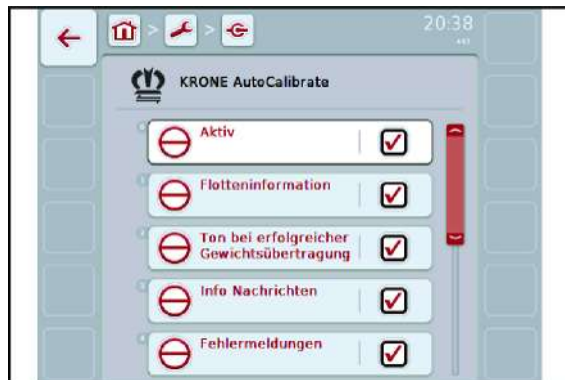 20:38
KRONE AutoCalibrate
Aktiv
Flotteninformation
Ton bei erfolgreicher
Gewichtsübertragung
Info Nachrichten
Fehlermeldungen